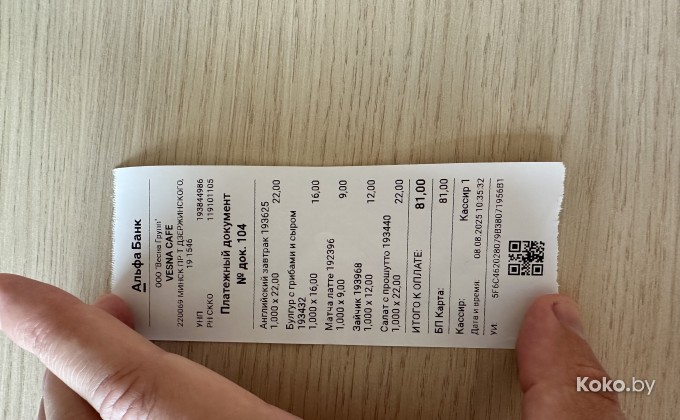 Альфа Банк
ООО "Весна Групп"
VESNA CAFE
220069 МИНСК ПР-Т ДЗЕРЖИНСКОГО,
19 1546
УНП 193844986
РН СККО 119101105
Платежный документ
№ док. 104
Английский завтрак 193625
1,000 x 22,00 22,00
Булгур с грибами и сыром
193432
1,000 x 16,00 16,00
Матча латте 192396
1,000 x 9,00 9,00
Зайчик 193968
1,000 x 12,00 12,00
Салат с прошутто 193440
1,000 x 22,00 22,00
ИТОГО К ОПЛАТЕ: 81,00
БП Карта: 81,00
Кассир: Кассир 1
Дата и время: 08.08.2025 10:35:32
УИ: 5F6C462028079B38071956B1
Koko.by